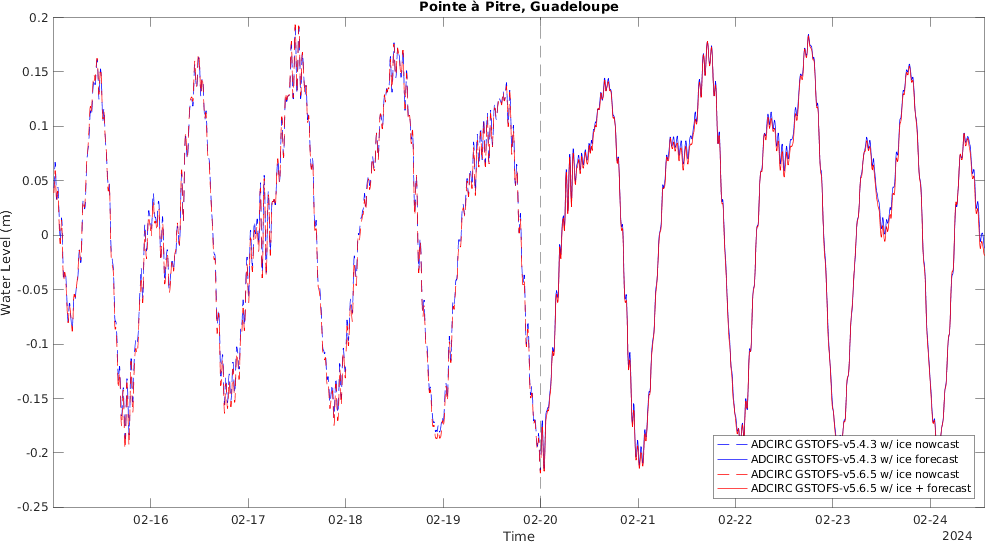 Pointe à Pitre, Guadeloupe
0.2
0.15
0.1
0.05
0
-0.05
-0.1
-0.15
-0.2
-0.25
Water Level (m)
ADCIRC GSTOFS-v5.4.3 w/ ice nowcast
ADCIRC GSTOFS-v5.4.3 w/ ice forecast
ADCIRC GSTOFS-v5.6.5 w/ ice nowcast
ADCIRC GSTOFS-v5.6.5 w/ ice + forecast
02-16 02-17 02-18 02-19 02-20 02-21 02-22 02-23 02-24
Time
2024